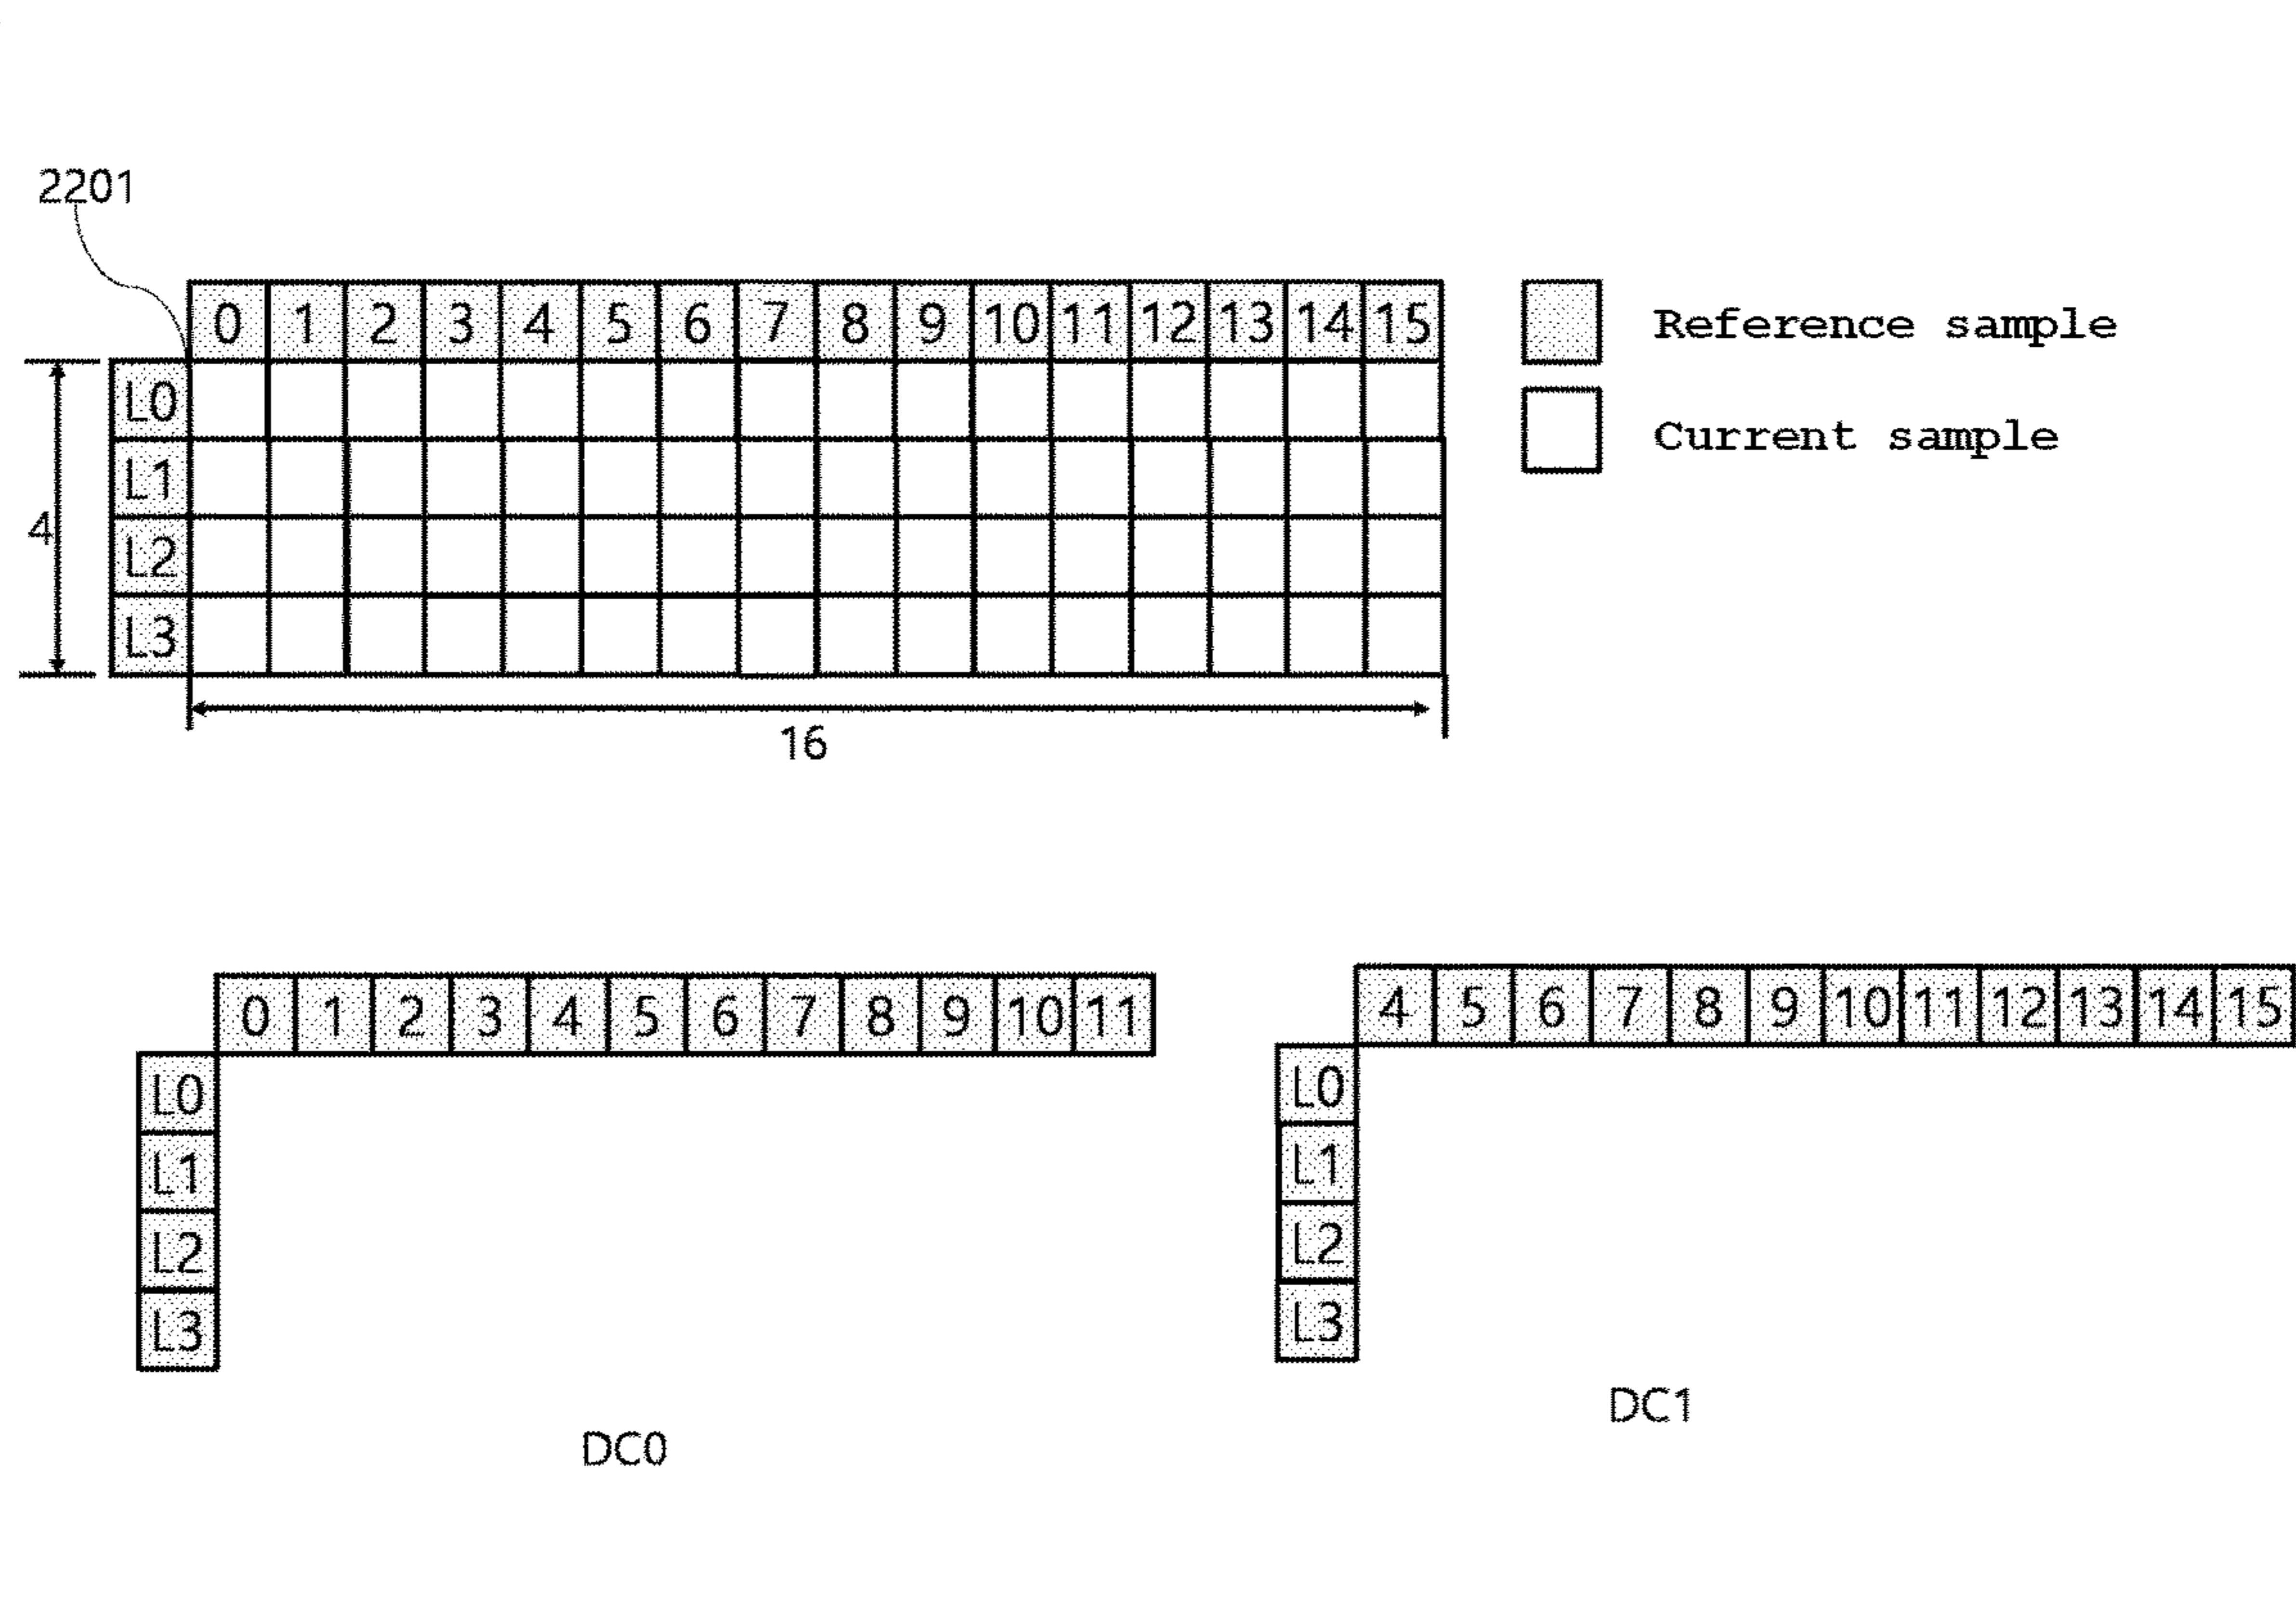 2201
0 1 2 3 4 5 6 7 8 9 10 11 12 13 14 15
Reference sample
L0
Current sample
L1
4
L2
L3
16
0 1 2 3 4 5 6 7 8 9 10 11
L0
L1
L2
L3
DC0
4 5 6 7 8 9 10 11 12 13 14 15
L0
L1
L2
L3
DC1